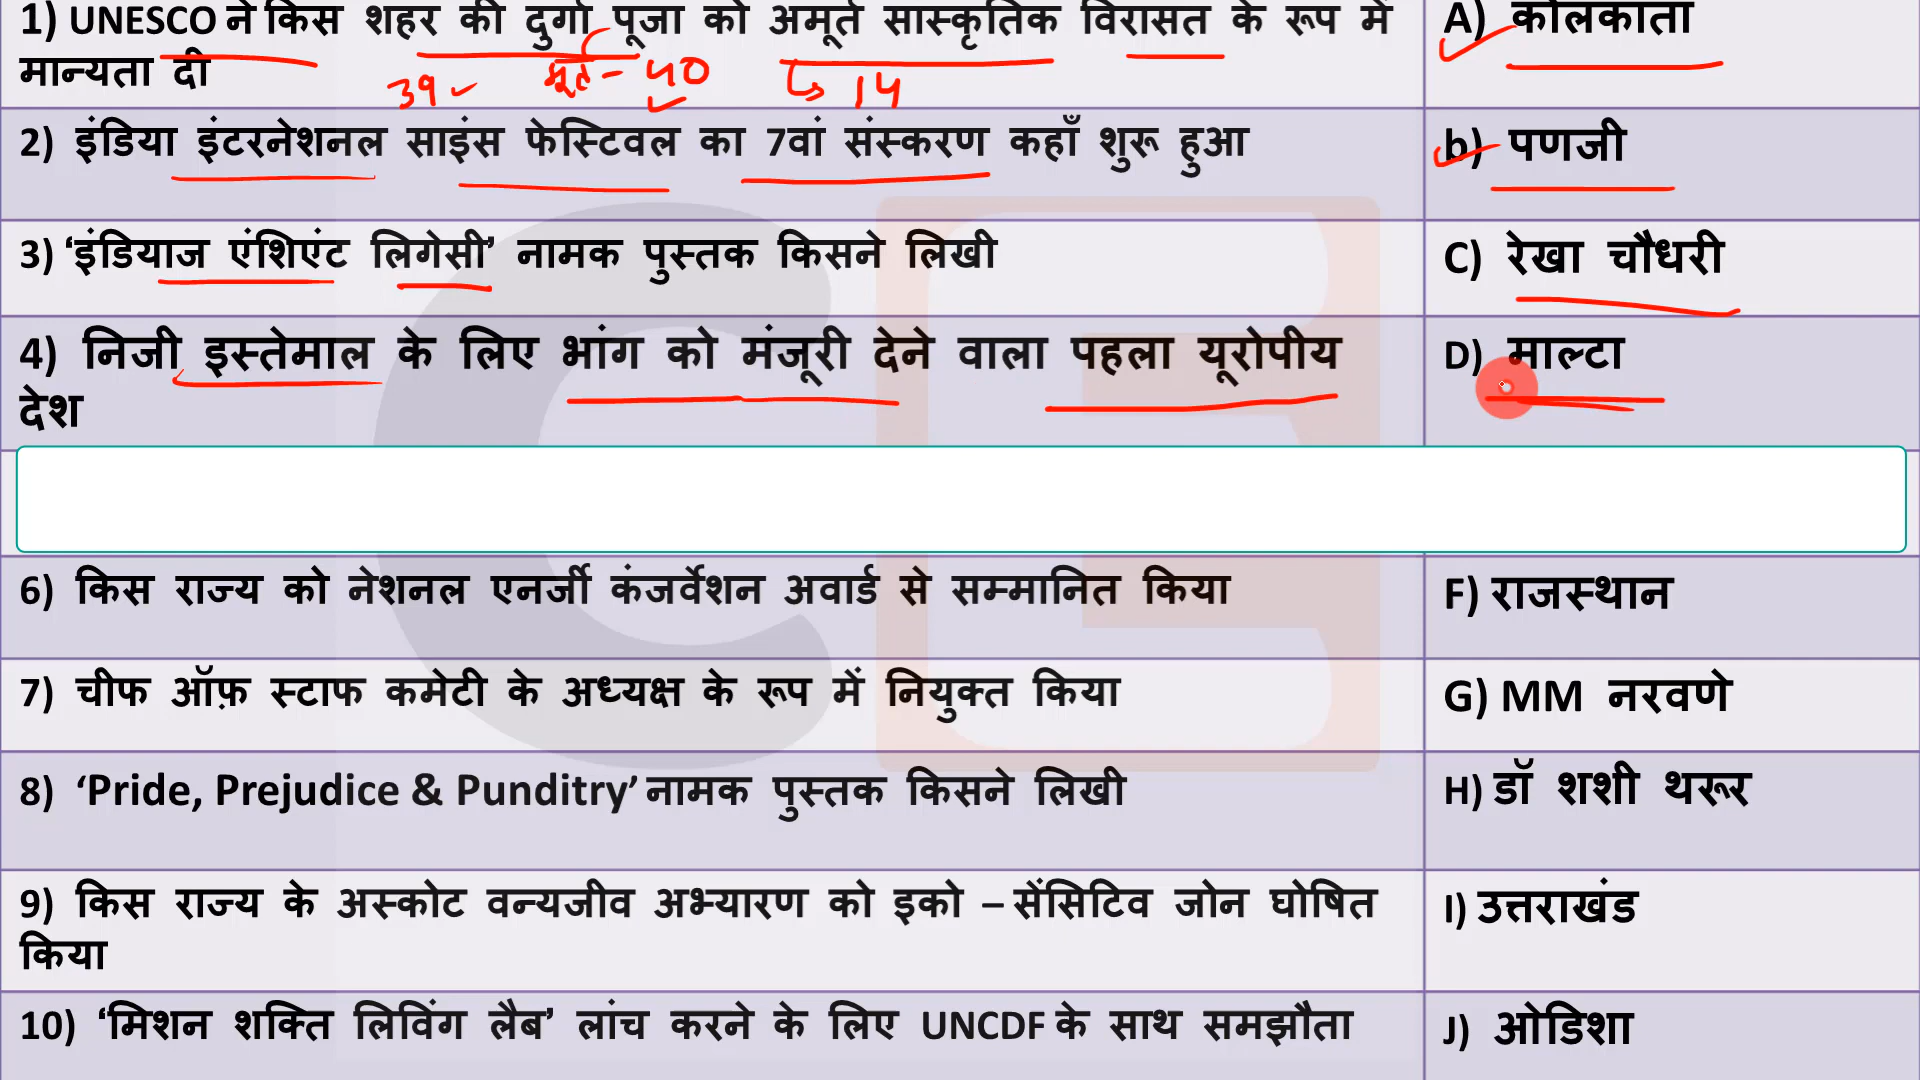 1) UNESCO ने किस शहर की दुर्गा पूजा को अमूर्त सांस्कृतिक विरासत के रूप में
मान्यता दी
A) कोलकाता
39 मूर्त – 40 14
2) इंडिया इंटरनेशनल साइंस फेस्टिवल का 7वां संस्करण कहाँ शुरू हुआ
b) पणजी
3) ‘इंडियाज एंशिएंट लिगेसी’ नामक पुस्तक किसने लिखी
C) रेखा चौधरी
4) निजी इस्तेमाल के लिए भांग को मंजूरी देने वाला पहला यूरोपीय
देश
D) माल्टा
6) किस राज्य को नेशनल एनर्जी कंजर्वेशन अवार्ड से सम्मानित किया
F) राजस्थान
7) चीफ ऑफ़ स्टाफ कमेटी के अध्यक्ष के रूप में नियुक्त किया
G) MM नरवणे
8) ‘Pride, Prejudice & Punditry’ नामक पुस्तक किसने लिखी
H) डॉ शशी थरूर
9) किस राज्य के अस्कोट वन्यजीव अभ्यारण को इको – सेंसिटिव जोन घोषित
किया
I) उत्तराखंड
10) ‘मिशन शक्ति लिविंग लैब’ लांच करने के लिए UNCDF के साथ समझौता
J) ओडिशा